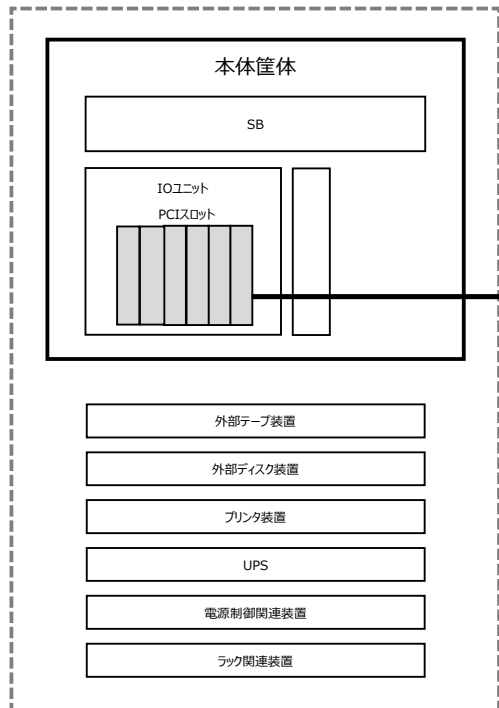 本体筐体
SB
IOユニット
PCIスロット
外部テープ装置
外部ディスク装置
プリンタ装置
UPS
電源制御関連装置
ラック関連装置